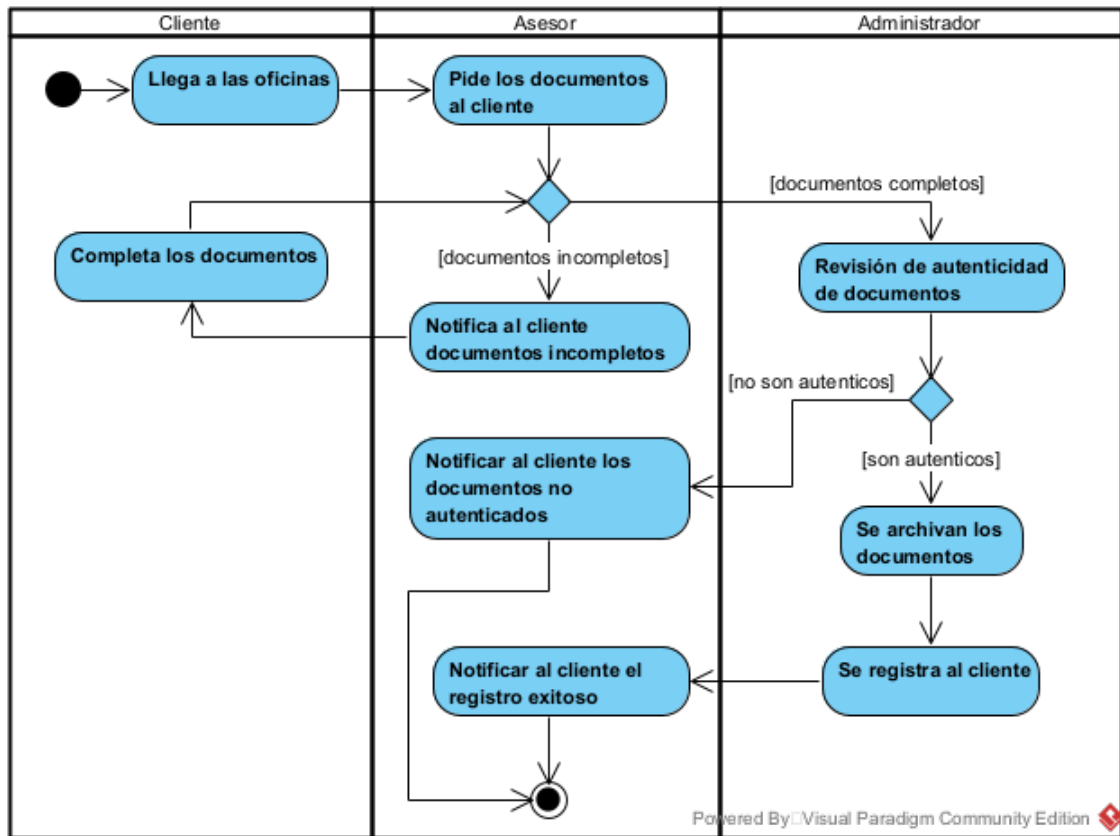 Cliente
Asesor
Administrador
Llega a las oficinas
Pide los documentos
al cliente
[documentos completos]
Completa los documentos
[documentos incompletos]
Revisión de autenticidad
de documentos
Notifica al cliente
documentos incompletos
[no son autenticos]
Notificar al cliente los
documentos no
autenticados
[son autenticos]
Se archivan los
documentos
Notificar al cliente el
registro exitoso
Se registra al cliente
Powered By Visual Paradigm Community Edition